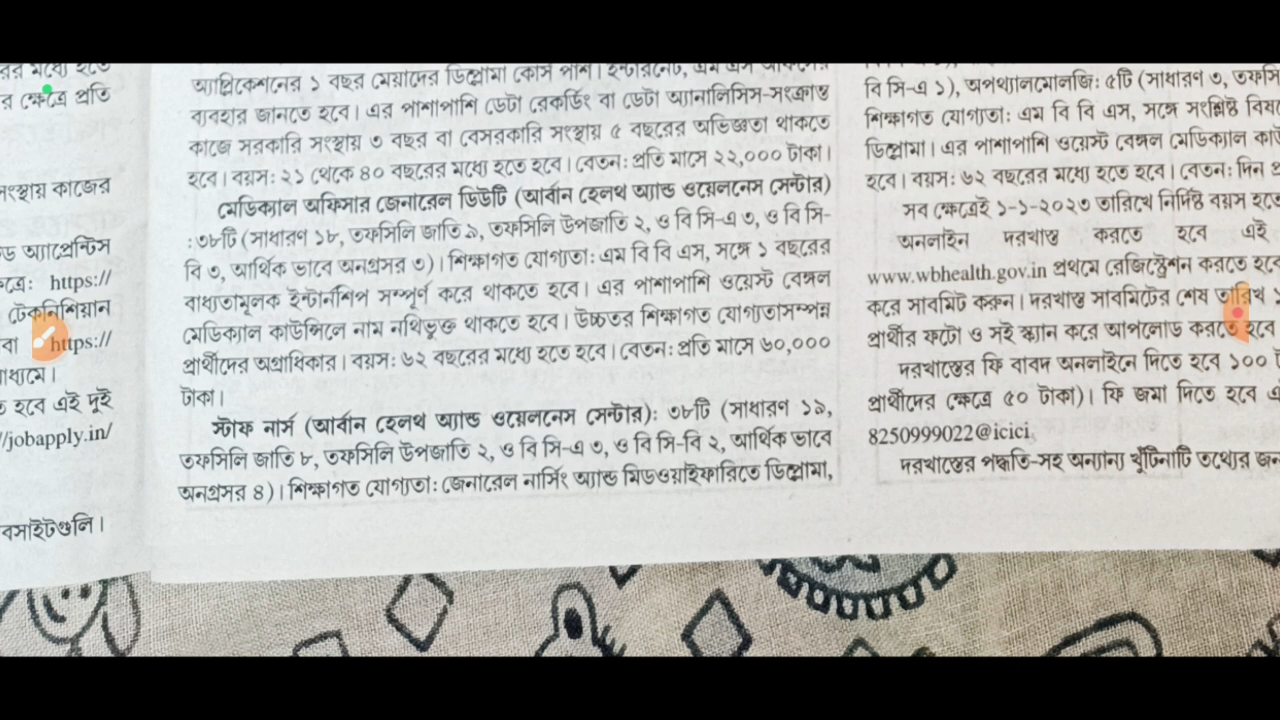 র ক্ষেত্রে প্রতি
সংস্থায় কাজের
ড অ্যাপ্রেন্টিস
https://
টেকনিশিয়ান
বা https://
াধ্যমে।
হবে এই দুই
/jobapply.in/
বসাইটগুলি।
অ্যাপ্লিকেশনের ১ বছর মেয়াদের ডিপ্লোমা কোর্স পাশ। ইন্টারনেট, এম এস
ব্যবহার জানতে হবে। এর পাশাপাশি ডেটা রেকর্ডিং বা ডেটা অ্যানালিসিস-সংক্রান্ত
কাজে সরকারি সংস্থায় ৩ বছর বা বেসরকারি সংস্থায় ৫ বছরের অভিজ্ঞতা থাকতে
হবে। বয়স: ২১ থেকে ৪০ বছরের মধ্যে হতে হবে। বেতন: প্রতি মাসে ২২,০০০ টাকা।
মেডিক্যাল অফিসার জেনারেল ডিউটি (আর্বান হেলথ অ্যান্ড ওয়েলনেস সেন্টার)
: ৩৮টি (সাধারণ ১৮, তফসিলি জাতি ৯, তফসিলি উপজাতি ২, ও বি সি-এ ৩, ও বি সি-
বি ৩, আর্থিক ভাবে অনগ্রসর ৩)। শিক্ষাগত যোগ্যতা: এম বি বি এস, সঙ্গে ১ বছরের
বাধ্যতামূলক ইন্টার্নশিপ সম্পূর্ণ করে থাকতে হবে। এর পাশাপাশি ওয়েস্ট বেঙ্গল
মেডিক্যাল কাউন্সিলে নাম নথিভুক্ত থাকতে হবে। উচ্চতর শিক্ষাগত যোগ্যতাসম্পন্ন
প্রার্থীদের অগ্রাধিকার। বয়স: ৬২ বছরের মধ্যে হতে হবে। বেতন: প্রতি মাসে ৬০,০০০
টাকা।
স্টাফ নার্স (আর্বান হেলথ অ্যান্ড ওয়েলনেস সেন্টার): ৩৮টি (সাধারণ ১৯,
তফসিলি জাতি ৮, তফসিলি উপজাতি ২, ও বি সি-এ ৩, ও বি সি-বি ২, আর্থিক ভাবে
অনগ্রসর ৪)। শিক্ষাগত যোগ্যতা: জেনারেল নার্সিং অ্যান্ড মিডওয়াইফারিতে ডিপ্লোমা,
বি সি-এ ১), অপথ্যালমোলজি: ৫টি (সাধারণ ৩, তফসি
শিক্ষাগত যোগ্যতা: এম বি বি এস, সঙ্গে সংশ্লিষ্ট বিষ
ডিপ্লোমা। এর পাশাপাশি ওয়েস্ট বেঙ্গল মেডিক্যাল কা
হবে। বয়স: ৬২ বছরের মধ্যে হতে হবে। বেতন: দিন প্র
সব ক্ষেত্রেই ১-১-২০২৩ তারিখে নির্দিষ্ট বয়স হতে
অনলাইন দরখাস্ত করতে হবে এই
www.wbhealth.gov.in প্রথমে রেজিস্ট্রেশন করতে হবে
করে সাবমিট করুন। দরখাস্ত সাবমিটের শেষ তারিখ
প্রার্থীর ফটো ও সই স্ক্যান করে আপলোড করতে হবে
দরখাস্তের ফি বাবদ অনলাইনে দিতে হবে ১০০ ট
প্রার্থীদের ক্ষেত্রে ৫০ টাকা)। ফি জমা দিতে হবে এ
8250999022@icici,
দরখাস্তের পদ্ধতি-সহ অন্যান্য খুঁটিনাটি তথ্যের জন